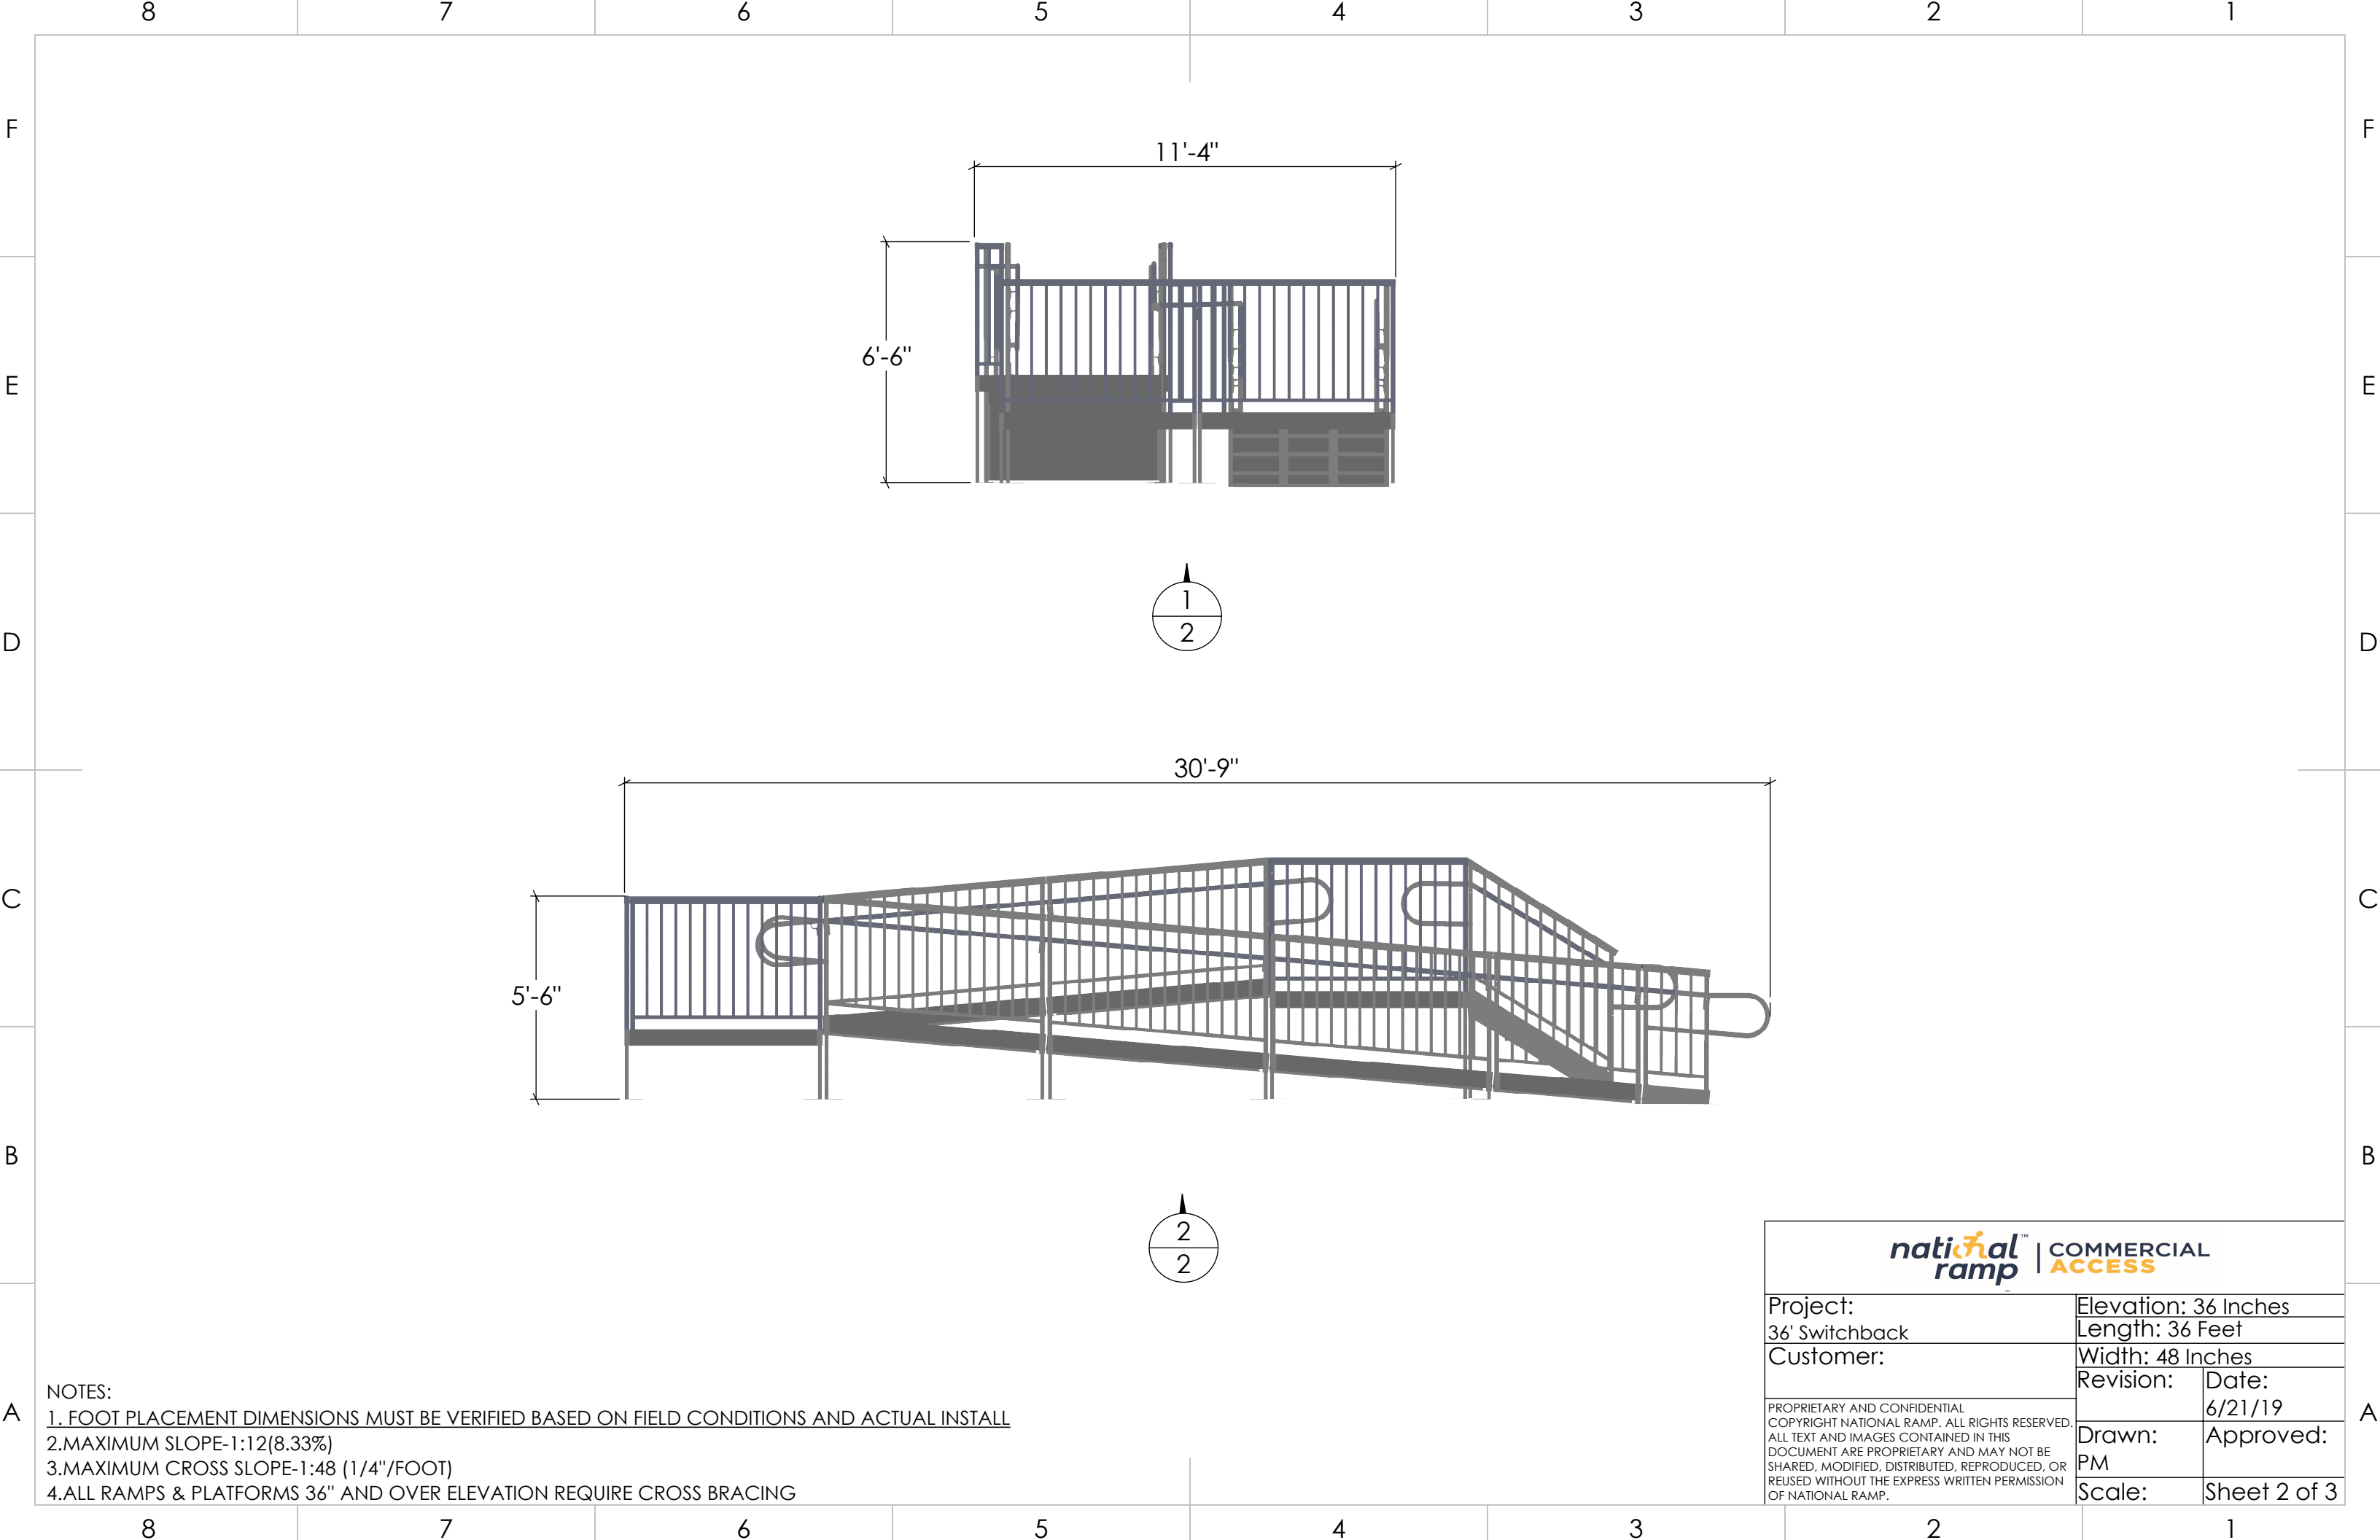 8 7 6 5 4 3 2 1
F F
11'-4"
E E
6'-6"
1
2
D D
30'-9"
C C
5'-6"
B B
2
2
national ramp™ | COMMERCIAL ACCESS
Project:
36' Switchback
Elevation: 36 Inches
Length: 36 Feet
Customer:
Width: 48 Inches
Revision:
Date:
6/21/19
PROPRIETARY AND CONFIDENTIAL
COPYRIGHT NATIONAL RAMP. ALL RIGHTS RESERVED.
ALL TEXT AND IMAGES CONTAINED IN THIS
DOCUMENT ARE PROPRIETARY AND MAY NOT BE
SHARED, MODIFIED, DISTRIBUTED, REPRODUCED, OR
REUSED WITHOUT THE EXPRESS WRITTEN PERMISSION
OF NATIONAL RAMP.
Drawn:
PM
Approved:
Scale:
Sheet 2 of 3
A A
NOTES:
1. FOOT PLACEMENT DIMENSIONS MUST BE VERIFIED BASED ON FIELD CONDITIONS AND ACTUAL INSTALL
2.MAXIMUM SLOPE-1:12(8.33%)
3.MAXIMUM CROSS SLOPE-1:48 (1/4"/FOOT)
4.ALL RAMPS & PLATFORMS 36" AND OVER ELEVATION REQUIRE CROSS BRACING
8 7 6 5 4 3 2 1